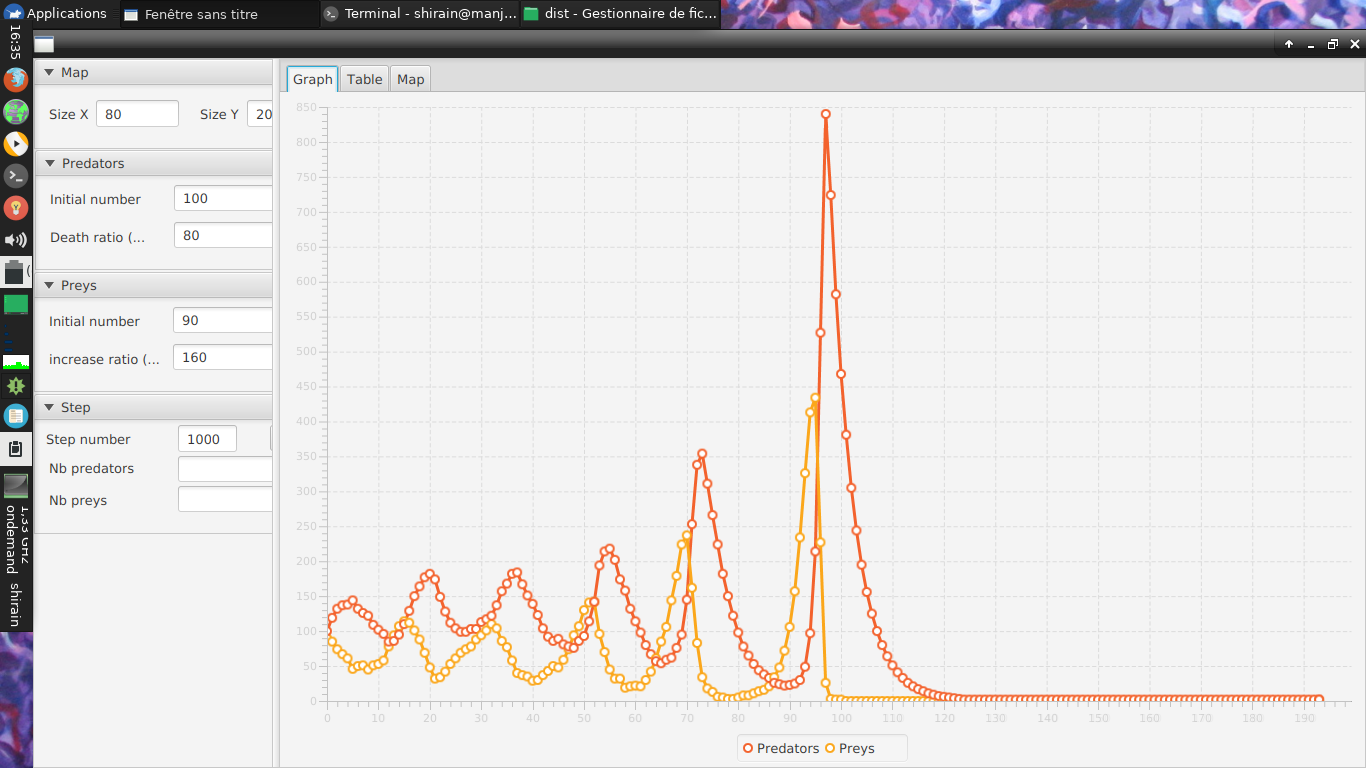 Applications
Fenêtre sans titre
Terminal - shirain@manj...
dist - Gestionnaire de fic...
16:35
Map
Size X 80 Size Y 20
Predators
Initial number 100
Death ratio (... 80
Preys
Initial number 90
increase ratio (... 160
Step
Step number 1000
Nb predators
Nb preys
(
1,33 GHz
ondemand
shirain
Graph Table Map
850
800
750
700
650
600
550
500
450
400
350
300
250
200
150
100
50
0
0 10 20 30 40 50 60 70 80 90 100 110 120 130 140 150 160 170 180 190
Predators Preys